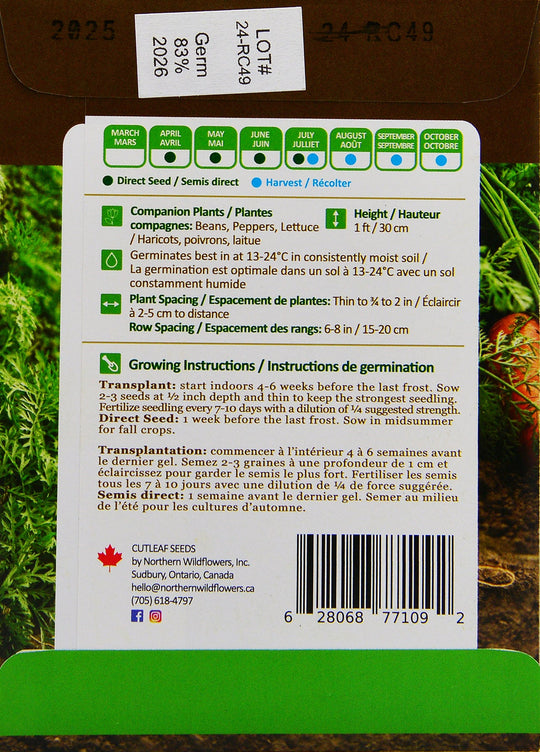 2025
24-RC49
LOT#
24-RC49
Germ
83%
2026
MARCH MARS
APRIL AVRIL
MAY MAI
JUNE JUIN
JULY JULLIET
AUGUST AOÛT
SEPTEMBER SEPTEMBRE
OCTOBER OCTOBRE
Direct Seed / Semis direct
Harvest / Récolter
Companion Plants / Plantes
compagnes: Beans, Peppers, Lettuce
/ Haricots, poivrons, laitue
Height / Hauteur
1 ft / 30 cm
Germinates best in at 13-24°C in consistently moist soil /
La germination est optimale dans un sol à 13-24°C avec un sol
constamment humide
Plant Spacing / Espacement de plantes: Thin to ¾ to 2 in / Éclaircir
à 2-5 cm to distance
Row Spacing / Espacement des rangs: 6-8 in / 15-20 cm
Growing Instructions / Instructions de germination
Transplant: start indoors 4-6 weeks before the last frost. Sow
2-3 seeds at ½ inch depth and thin to keep the strongest seedling.
Fertilize seedling every 7-10 days with a dilution of ¼ suggested strength.
Direct Seed: 1 week before the last frost. Sow in midsummer
for fall crops.
Transplantation: commencer à l'intérieur 4 à 6 semaines avant
le dernier gel. Semez 2-3 graines à une profondeur de 1 cm et
éclaircissez pour garder le semis le plus fort. Fertiliser les semis
tous les 7 à 10 jours avec une dilution de ¼ de force suggérée.
Semis direct: 1 semaine avant le dernier gel. Semer au milieu
de l'été pour les cultures d'automne.
CUTLEAF SEEDS
by Northern Wildflowers, Inc.
Sudbury, Ontario, Canada
hello@northernwildflowers.ca
(705) 618-4797
6 28068 77109 2